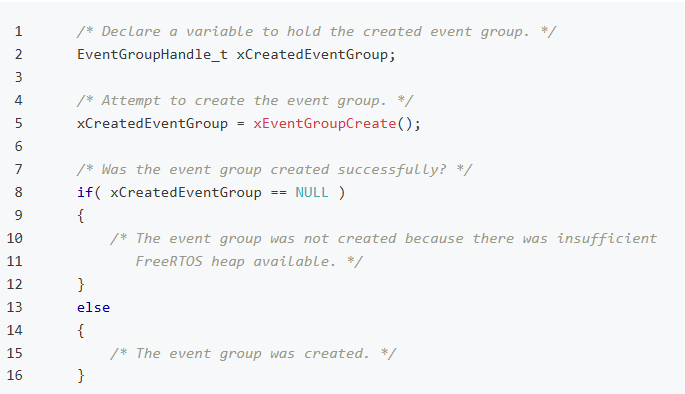 1 /* Declare a variable to hold the created event group. */
2 EventGroupHandle_t xCreatedEventGroup;
3
4 /* Attempt to create the event group. */
5 xCreatedEventGroup = xEventGroupCreate();
6
7 /* Was the event group created successfully? */
8 if( xCreatedEventGroup == NULL )
9 {
10 /* The event group was not created because there was insufficient
11 FreeRTOS heap available. */
12 }
13 else
14 {
15 /* The event group was created. */
16 }